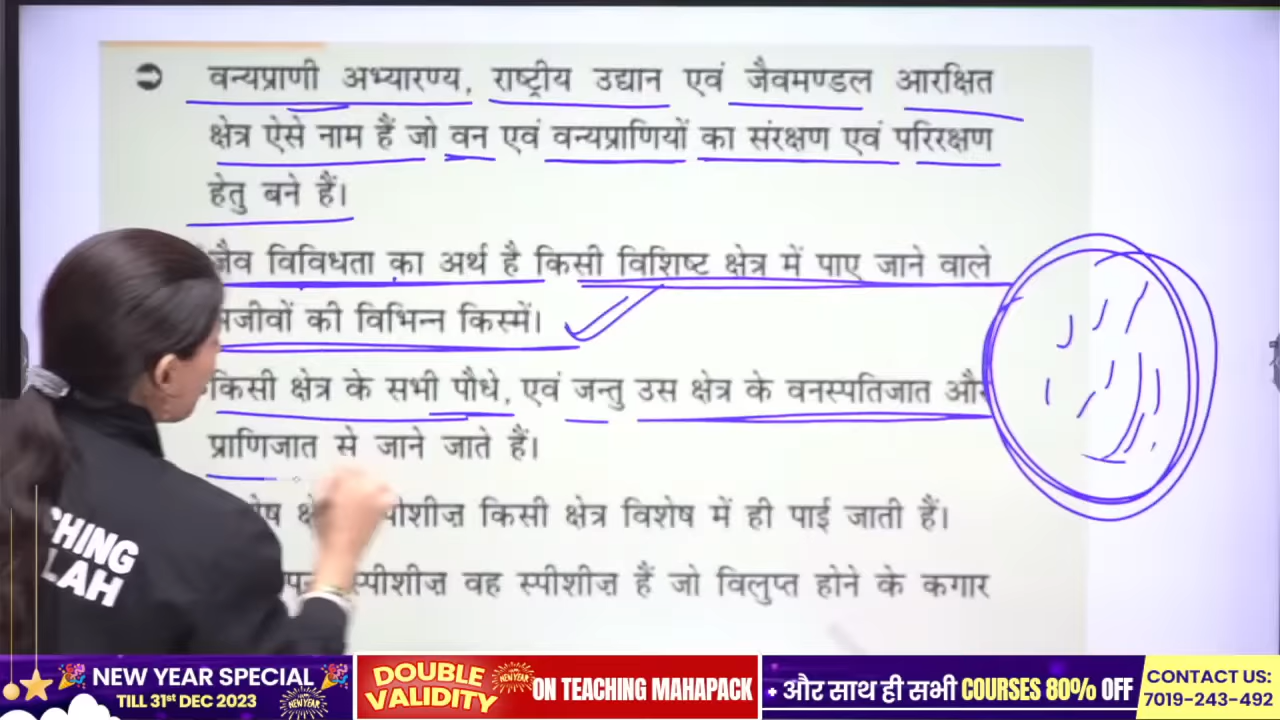 वन्यप्राणी अभ्यारण्य, राष्ट्रीय उद्यान एवं जैवमण्डल आरक्षित
क्षेत्र ऐसे नाम हैं जो वन एवं वन्यप्राणियों का संरक्षण एवं परिरक्षण
हेतु बने हैं।
जैव विविधता का अर्थ है किसी विशिष्ट क्षेत्र में पाए जाने वाले
की विभिन्न किस्में।
किसी क्षेत्र के सभी पौधे, एवं जन्तु उस क्षेत्र के वनस्पतिजात और
प्राणिजात से जाने जाते हैं।
किसी क्षेत्र विशेष में ही पाई जाती हैं।
स्पीशीज़ वह स्पीशीज़ हैं जो विलुप्त होने के कगार
CHING
LAH
NEW YEAR SPECIAL
TILL 31st DEC 2023
DOUBLE
VALIDITY
ON TEACHING MAHAPACK
+ और साथ ही सभी COURSES 80% OFF
CONTACT US:
7019-243-492